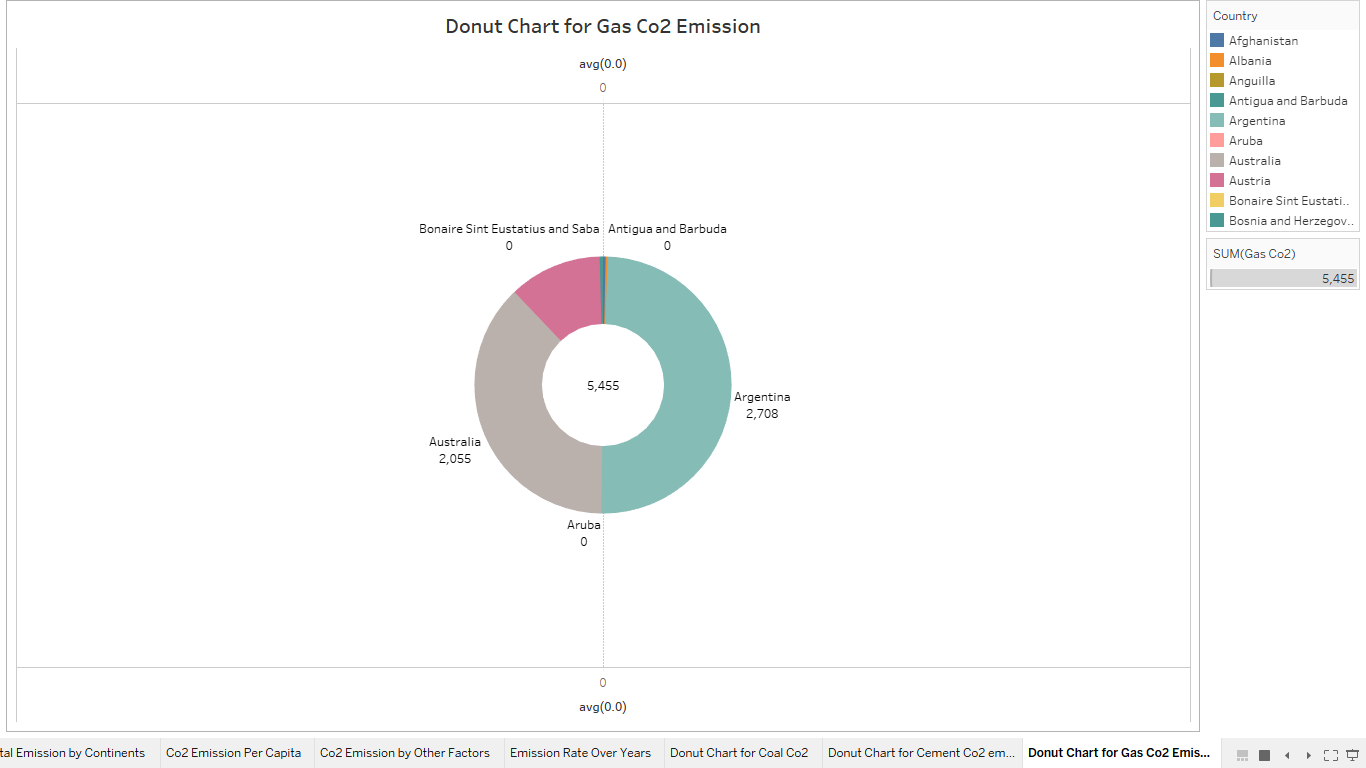 Donut Chart for Gas Co2 Emission
avg(0.0)
0
Bonaire Sint Eustatius and Saba
0
Antigua and Barbuda
0
5,455
Argentina
2,708
Australia
2,055
Aruba
0
0
avg(0.0)
Country
Afghanistan
Albania
Anguilla
Antigua and Barbuda
Argentina
Aruba
Australia
Austria
Bonaire Sint Eustati..
Bosnia and Herzegov..
SUM(Gas Co2)
5,455
tal Emission by Continents
Co2 Emission Per Capita
Co2 Emission by Other Factors
Emission Rate Over Years
Donut Chart for Coal Co2
Donut Chart for Cement Co2 em...
Donut Chart for Gas Co2 Emis...